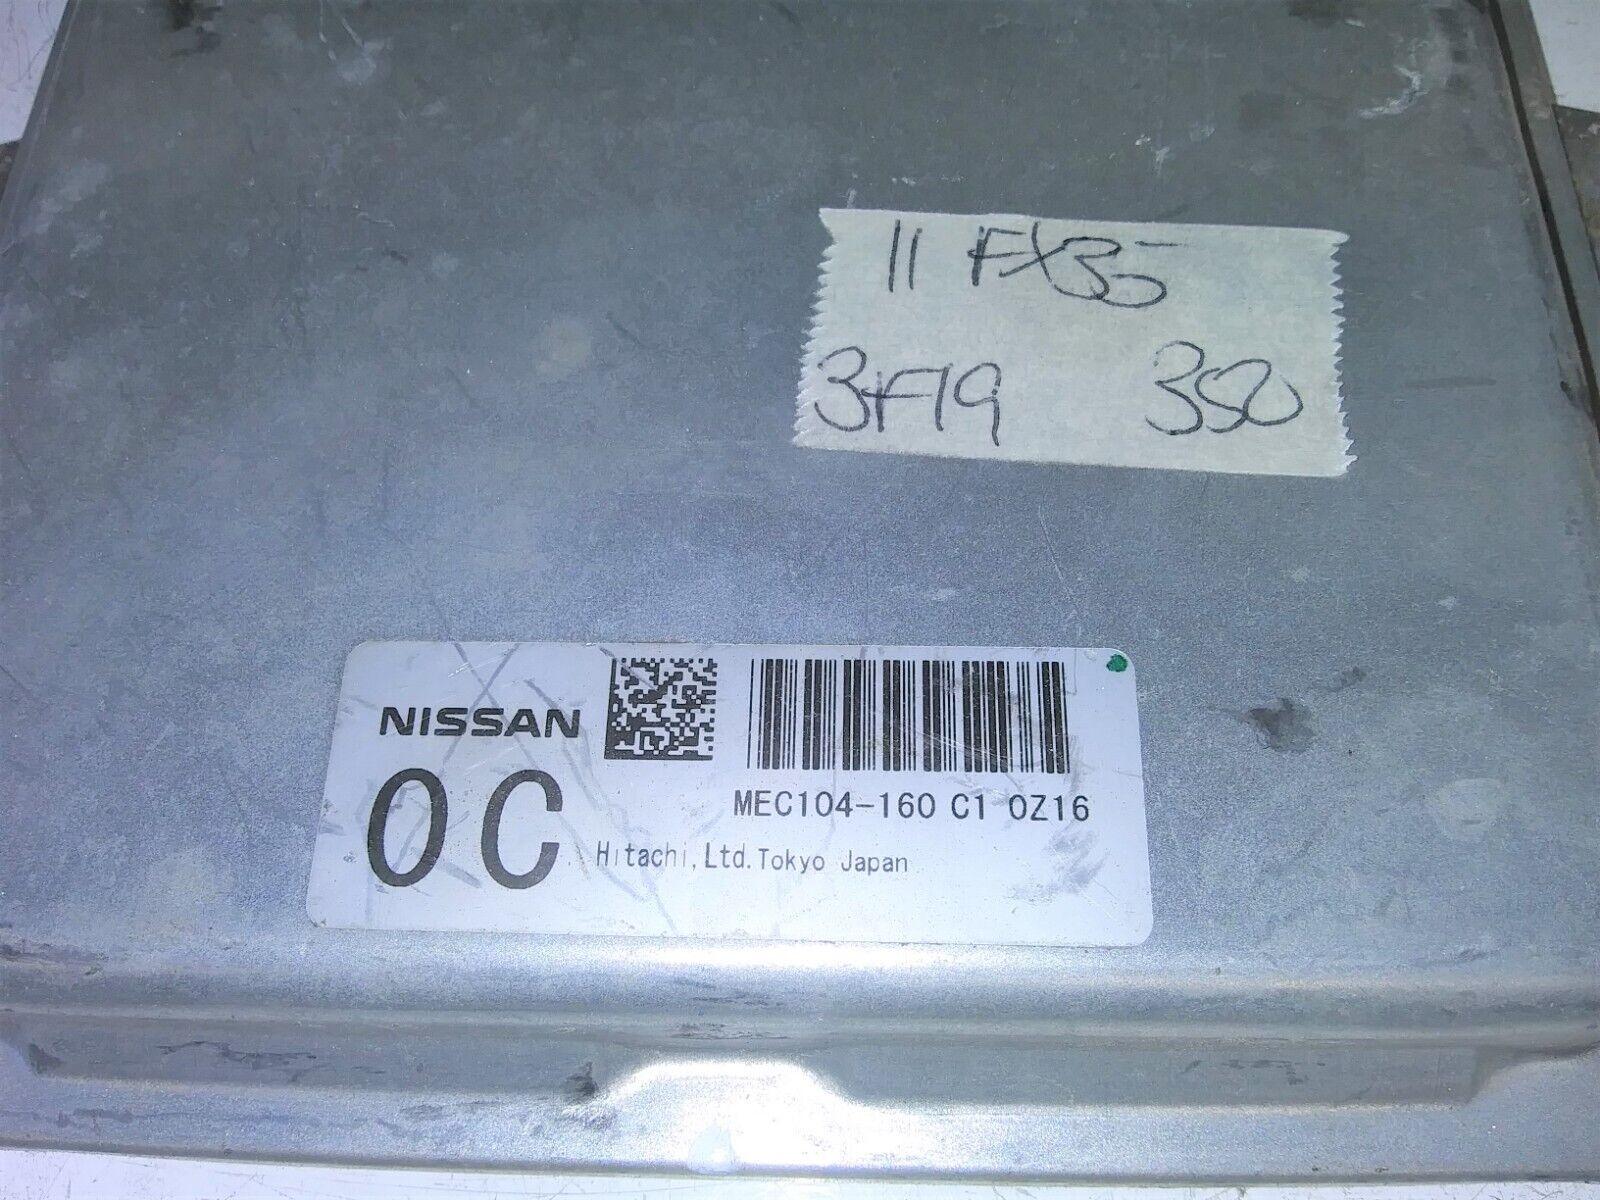 11 FX35
3F19 350
NISSAN
0C
MEC104-160 C1 0Z16
Hitachi, Ltd. Tokyo Japan